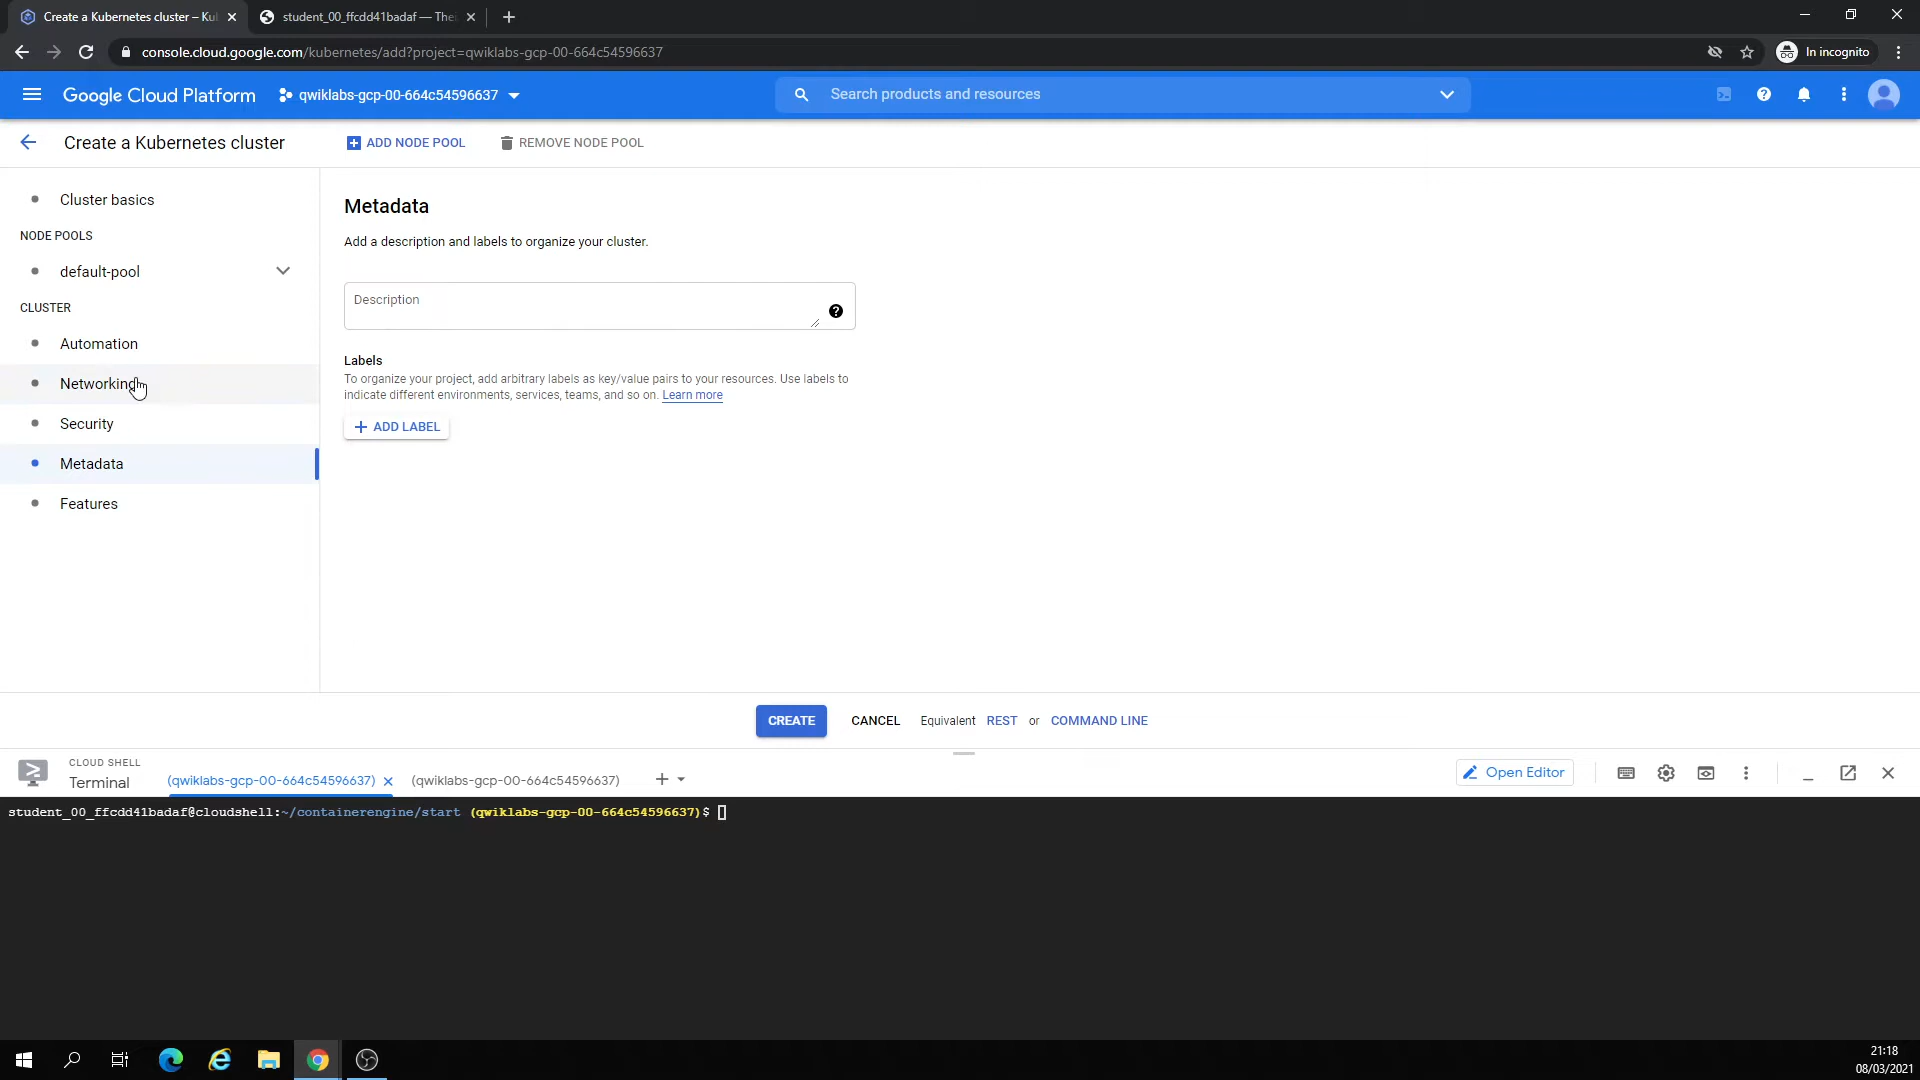 Create a Kubernetes cluster – Ku
student_00_ffcdd41badaf — The
console.cloud.google.com/kubernetes/add?project=qwiklabs-gcp-00-664c54596637
In incognito
Google Cloud Platform
qwiklabs-gcp-00-664c54596637
Search products and resources
Create a Kubernetes cluster
ADD NODE POOL
REMOVE NODE POOL
Cluster basics
NODE POOLS
default-pool
CLUSTER
Automation
Networking
Security
Metadata
Features
Metadata
Add a description and labels to organize your cluster.
Description
Labels
To organize your project, add arbitrary labels as key/value pairs to your resources. Use labels to
indicate different environments, services, teams, and so on. Learn more
ADD LABEL
CREATE
CANCEL
Equivalent REST or COMMAND LINE
CLOUD SHELL
Terminal
(qwiklabs-gcp-00-664c54596637)
(qwiklabs-gcp-00-664c54596637)
Open Editor
student_00_ffcdd41badaf@cloudshell:~/containerengine/start (qwiklabs-gcp-00-664c54596637)$
21:18
08/03/2021